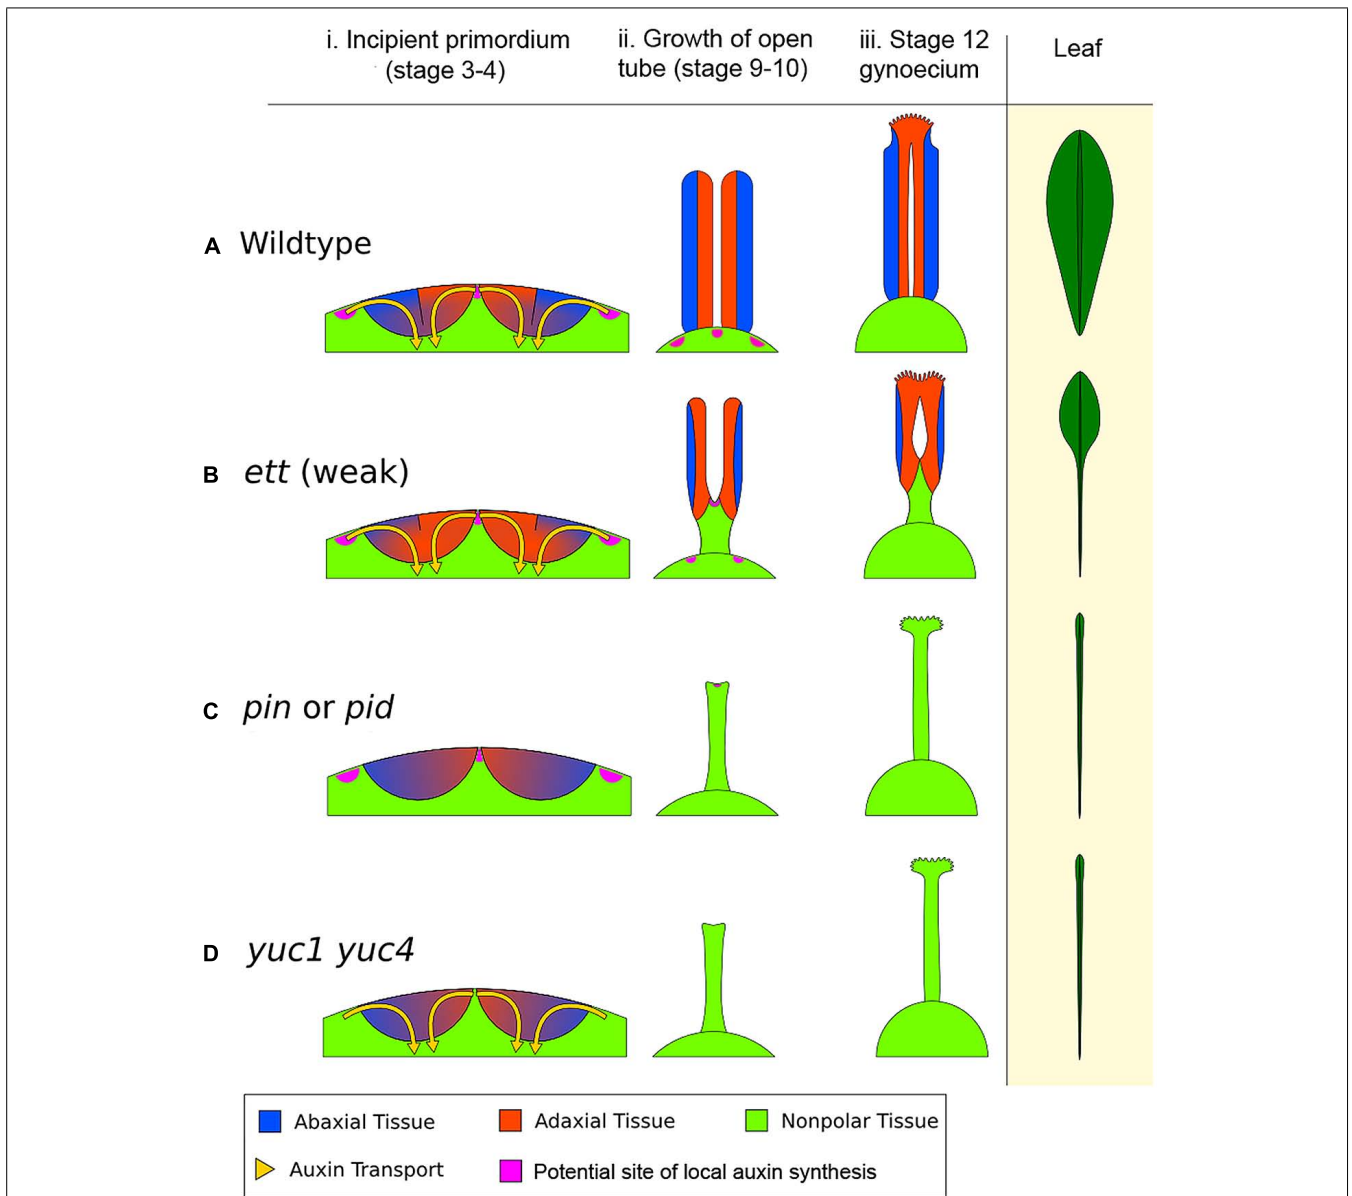 i. Incipient primordium
(stage 3-4)
ii. Growth of open
tube (stage 9-10)
iii. Stage 12
gynoecium
Leaf
A Wildtype
B ett (weak)
C pin or pid
D yuc1 yuc4
Abaxial Tissue
Adaxial Tissue
Nonpolar Tissue
Auxin Transport
Potential site of local auxin synthesis